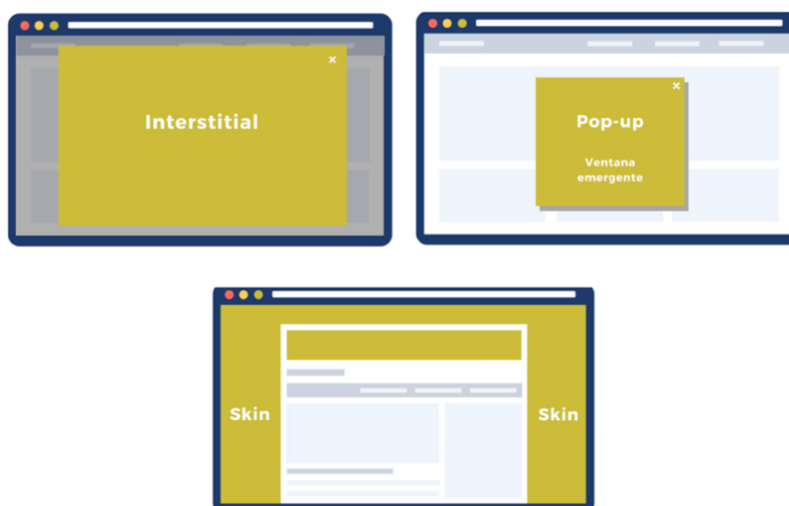 ×
Interstitial
×
Pop-up
Ventana
emergente
Skin
Skin